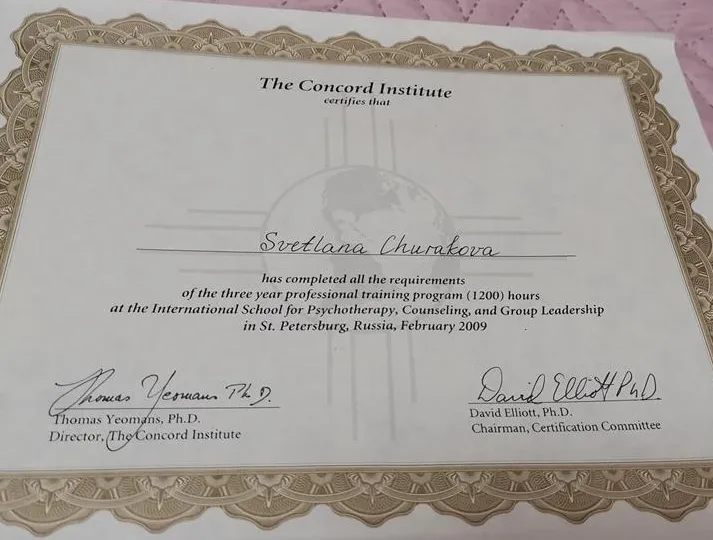 The Concord Institute
certifies that
Svetlana Churakova
has completed all the requirements
of the three year professional training program (1200) hours
at the International School for Psychotherapy, Counseling, and Group Leadership
in St. Petersburg, Russia, February 2009
Thomas Yeomans Ph.D.
Thomas Yeomans, Ph.D.
Director, The Concord Institute
David Elliott PhD.
David Elliott, Ph.D.
Chairman, Certification Committee